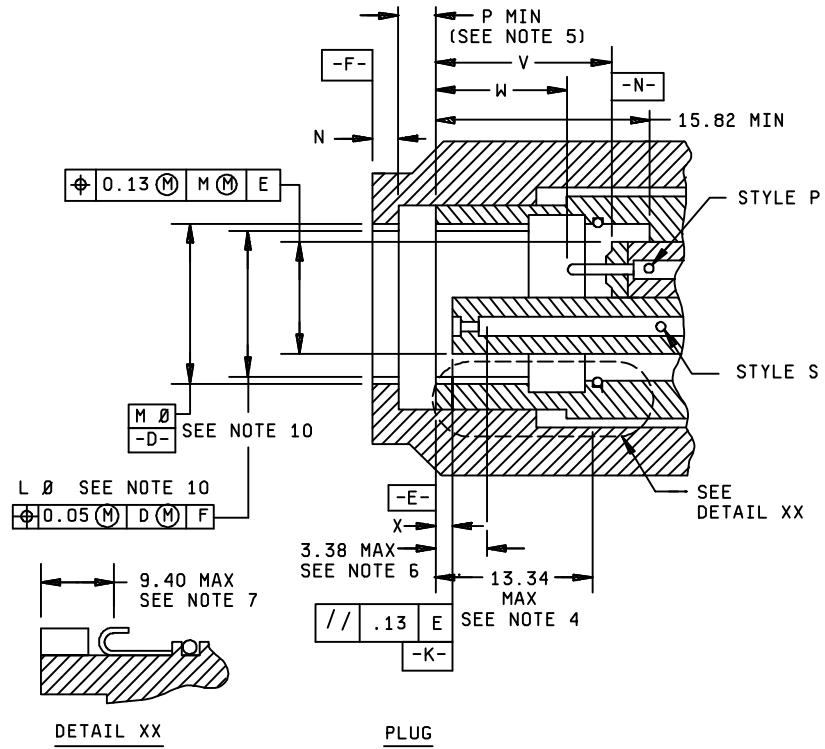 P MIN
(SEE NOTE 5)
-F-
V
-N-
W
N
15.82 MIN
⌖ 0.13 Ⓜ M Ⓜ E
STYLE P
STYLE S
M Ø
-D-
SEE NOTE 10
L Ø SEE NOTE 10
⌖ 0.05 Ⓜ D Ⓜ F
-E-
SEE
DETAIL XX
X
3.38 MAX
SEE NOTE 6
13.34
MAX
SEE NOTE 4
9.40 MAX
SEE NOTE 7
// .13 E
-K-
DETAIL XX
PLUG